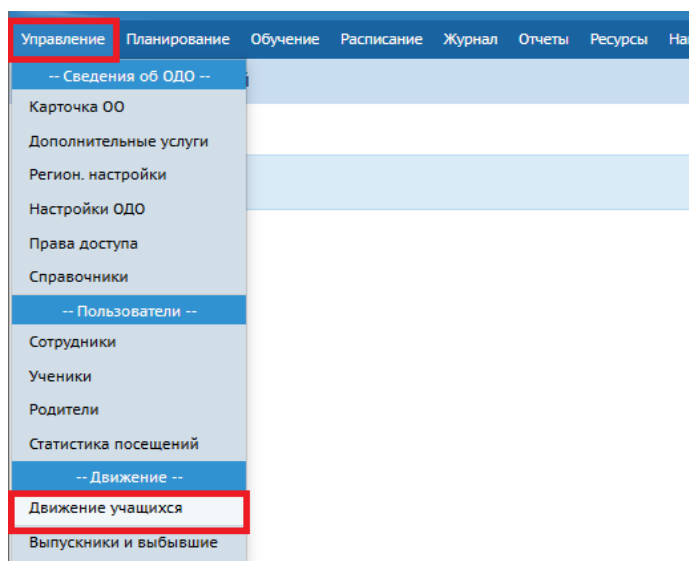 Управление Планирование Обучение Расписание Журнал Отчеты Ресурсы
-- Сведения об ОДО --
Карточка ОО
Дополнительные услуги
Регион. настройки
Настройки ОДО
Права доступа
Справочники
-- Пользователи --
Сотрудники
Ученики
Родители
Статистика посещений
-- Движение --
Движение учащихся
Выпускники и выбывшие